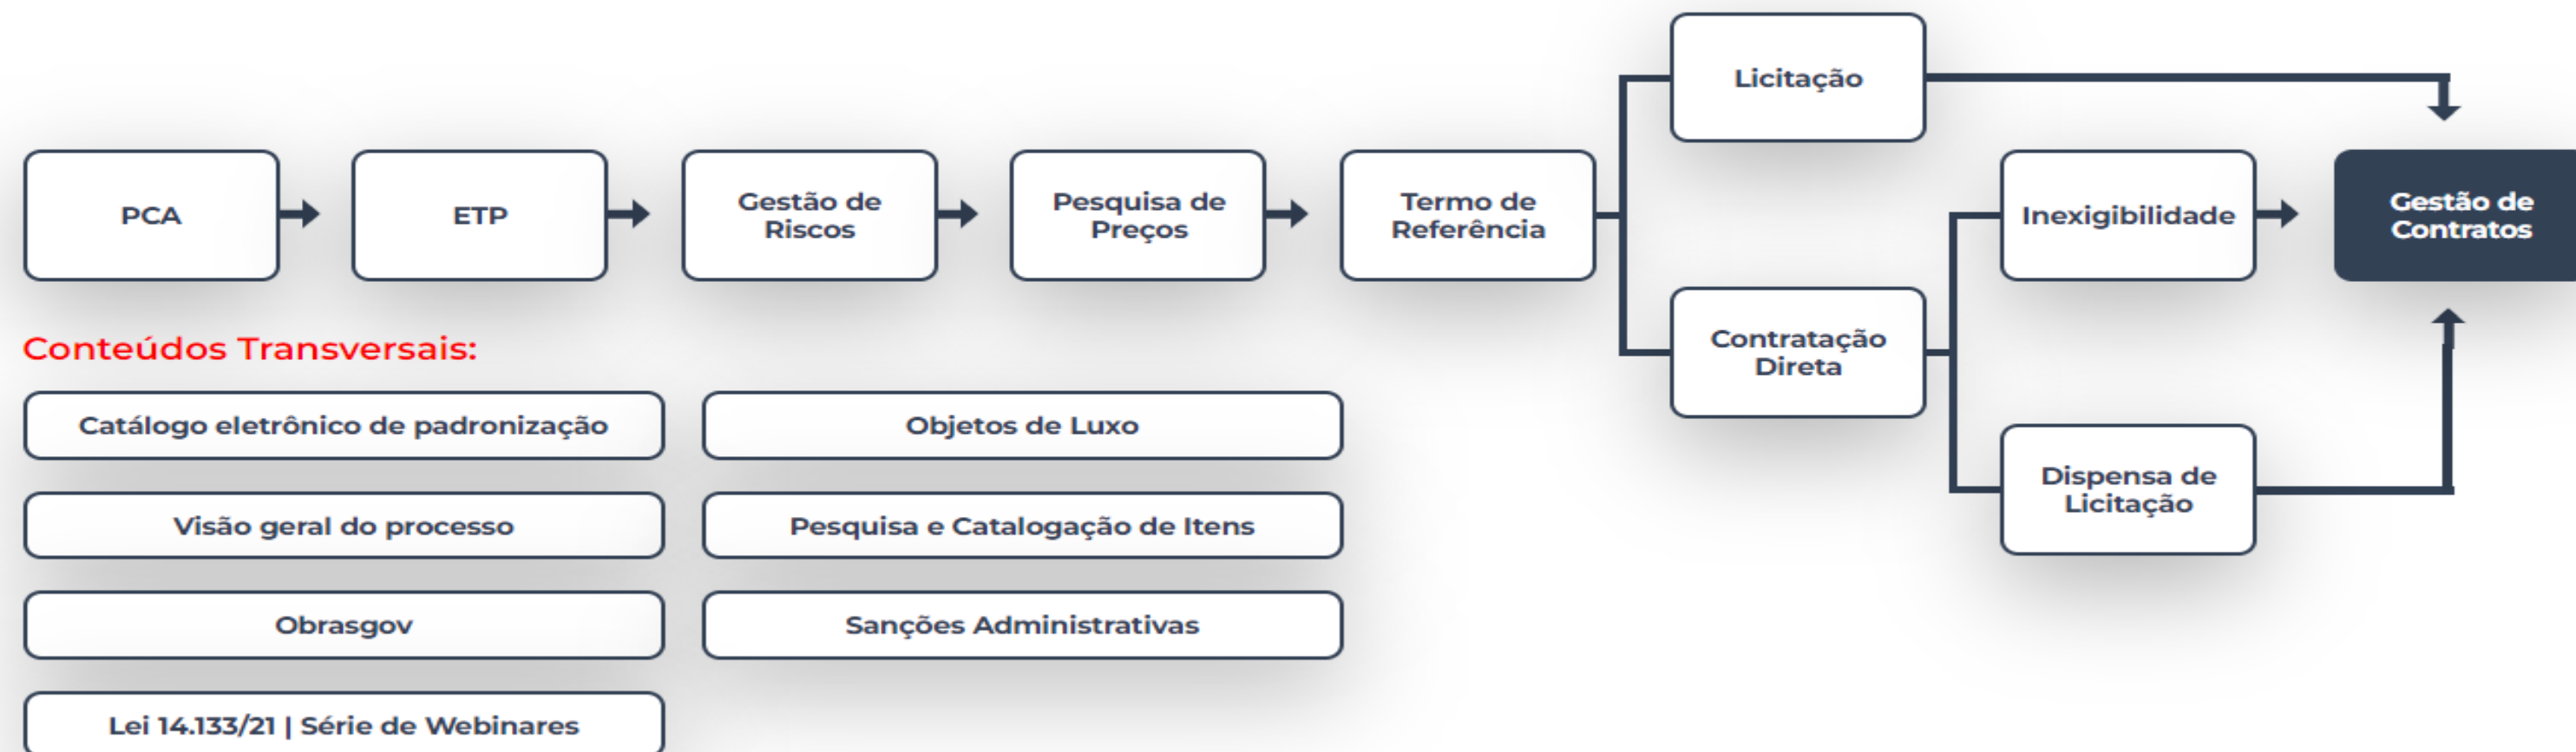 Licitação
PCA
ETP
Gestão de
Riscos
Pesquisa de
Preços
Termo de
Referência
Inexigibilidade
Gestão de
Contratos
Contratação
Direta
Dispensa de
Licitação
Conteúdos Transversais:
Catálogo eletrônico de padronização
Objetos de Luxo
Visão geral do processo
Pesquisa e Catalogação de Itens
Obrasgov
Sanções Administrativas
Lei 14.133/21 | Série de Webinares